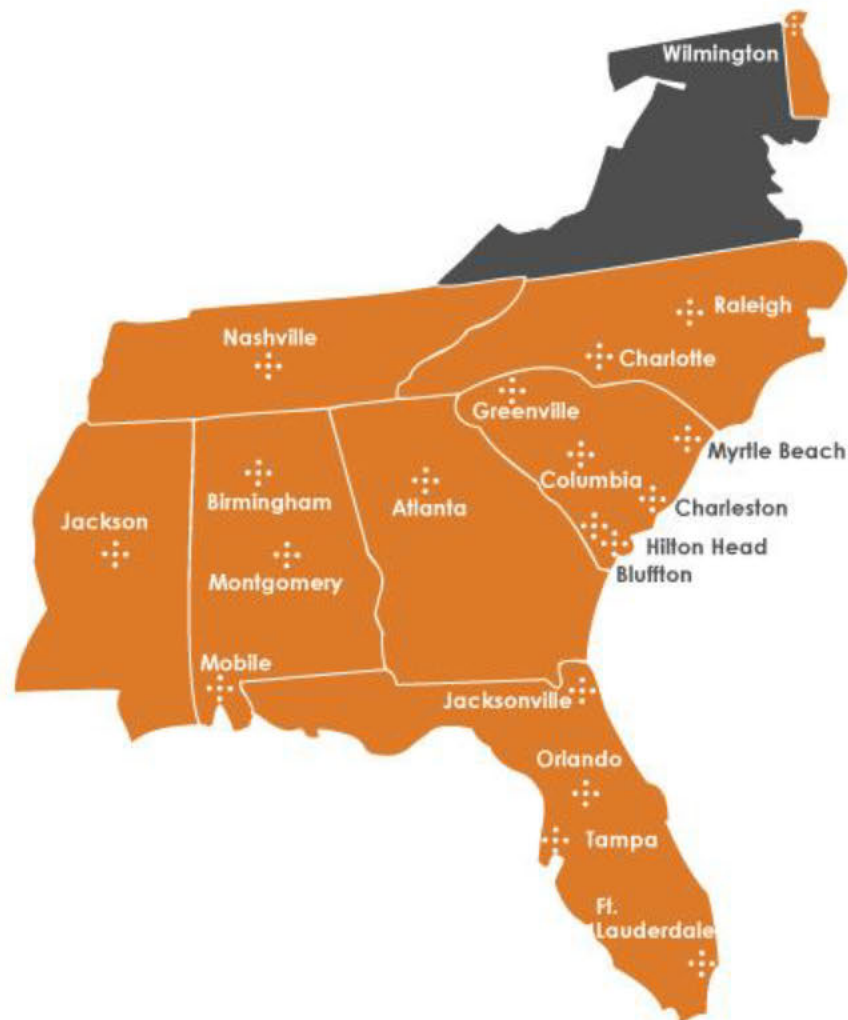 Wilmington
Raleigh
Nashville
Charlotte
Greenville
Myrtle Beach
Columbia
Birmingham
Atlanta
Charleston
Jackson
Hilton Head
Montgomery
Bluffton
Mobile
Jacksonville
Orlando
Tampa
Ft.
Lauderdale